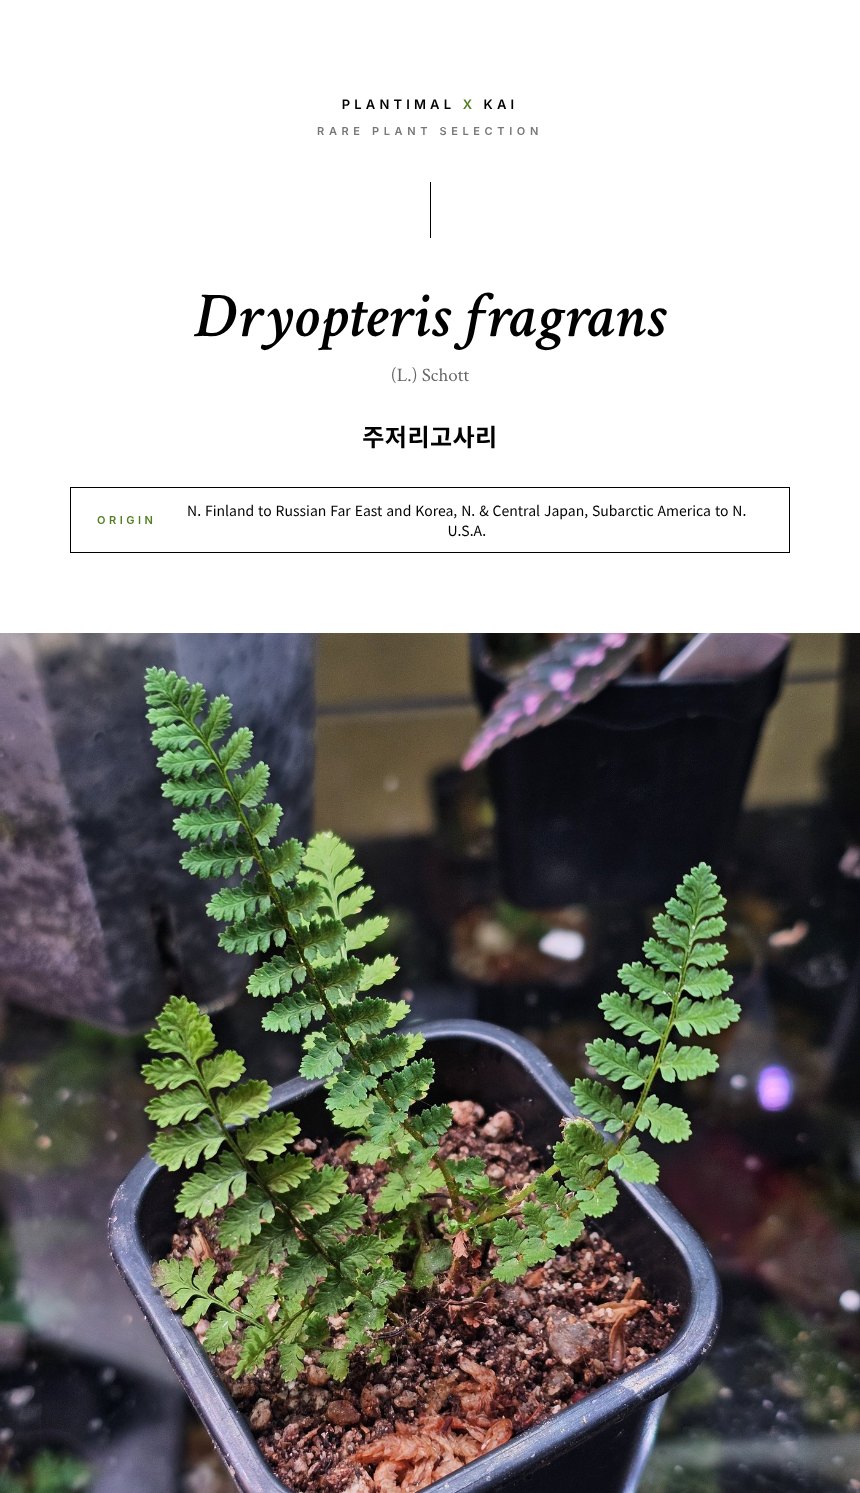 PLANTIMAL X KAI
RARE PLANT SELECTION
Dryopteris fragrans
(L.) Schott
주저리고사리
ORIGIN
N. Finland to Russian Far East and Korea, N. & Central Japan, Subarctic America to N.
U.S.A.